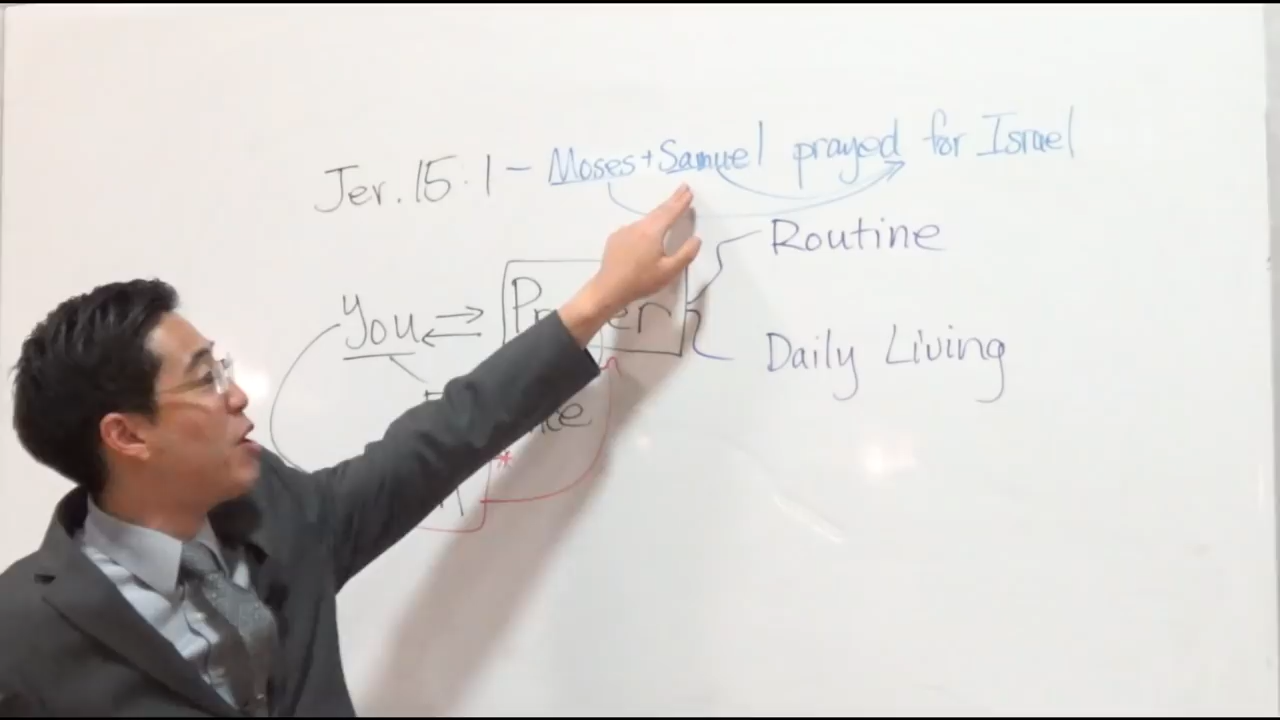 Jer. 15.1 - Moses + Samuel prayed for Israel
Routine
You
Daily Living